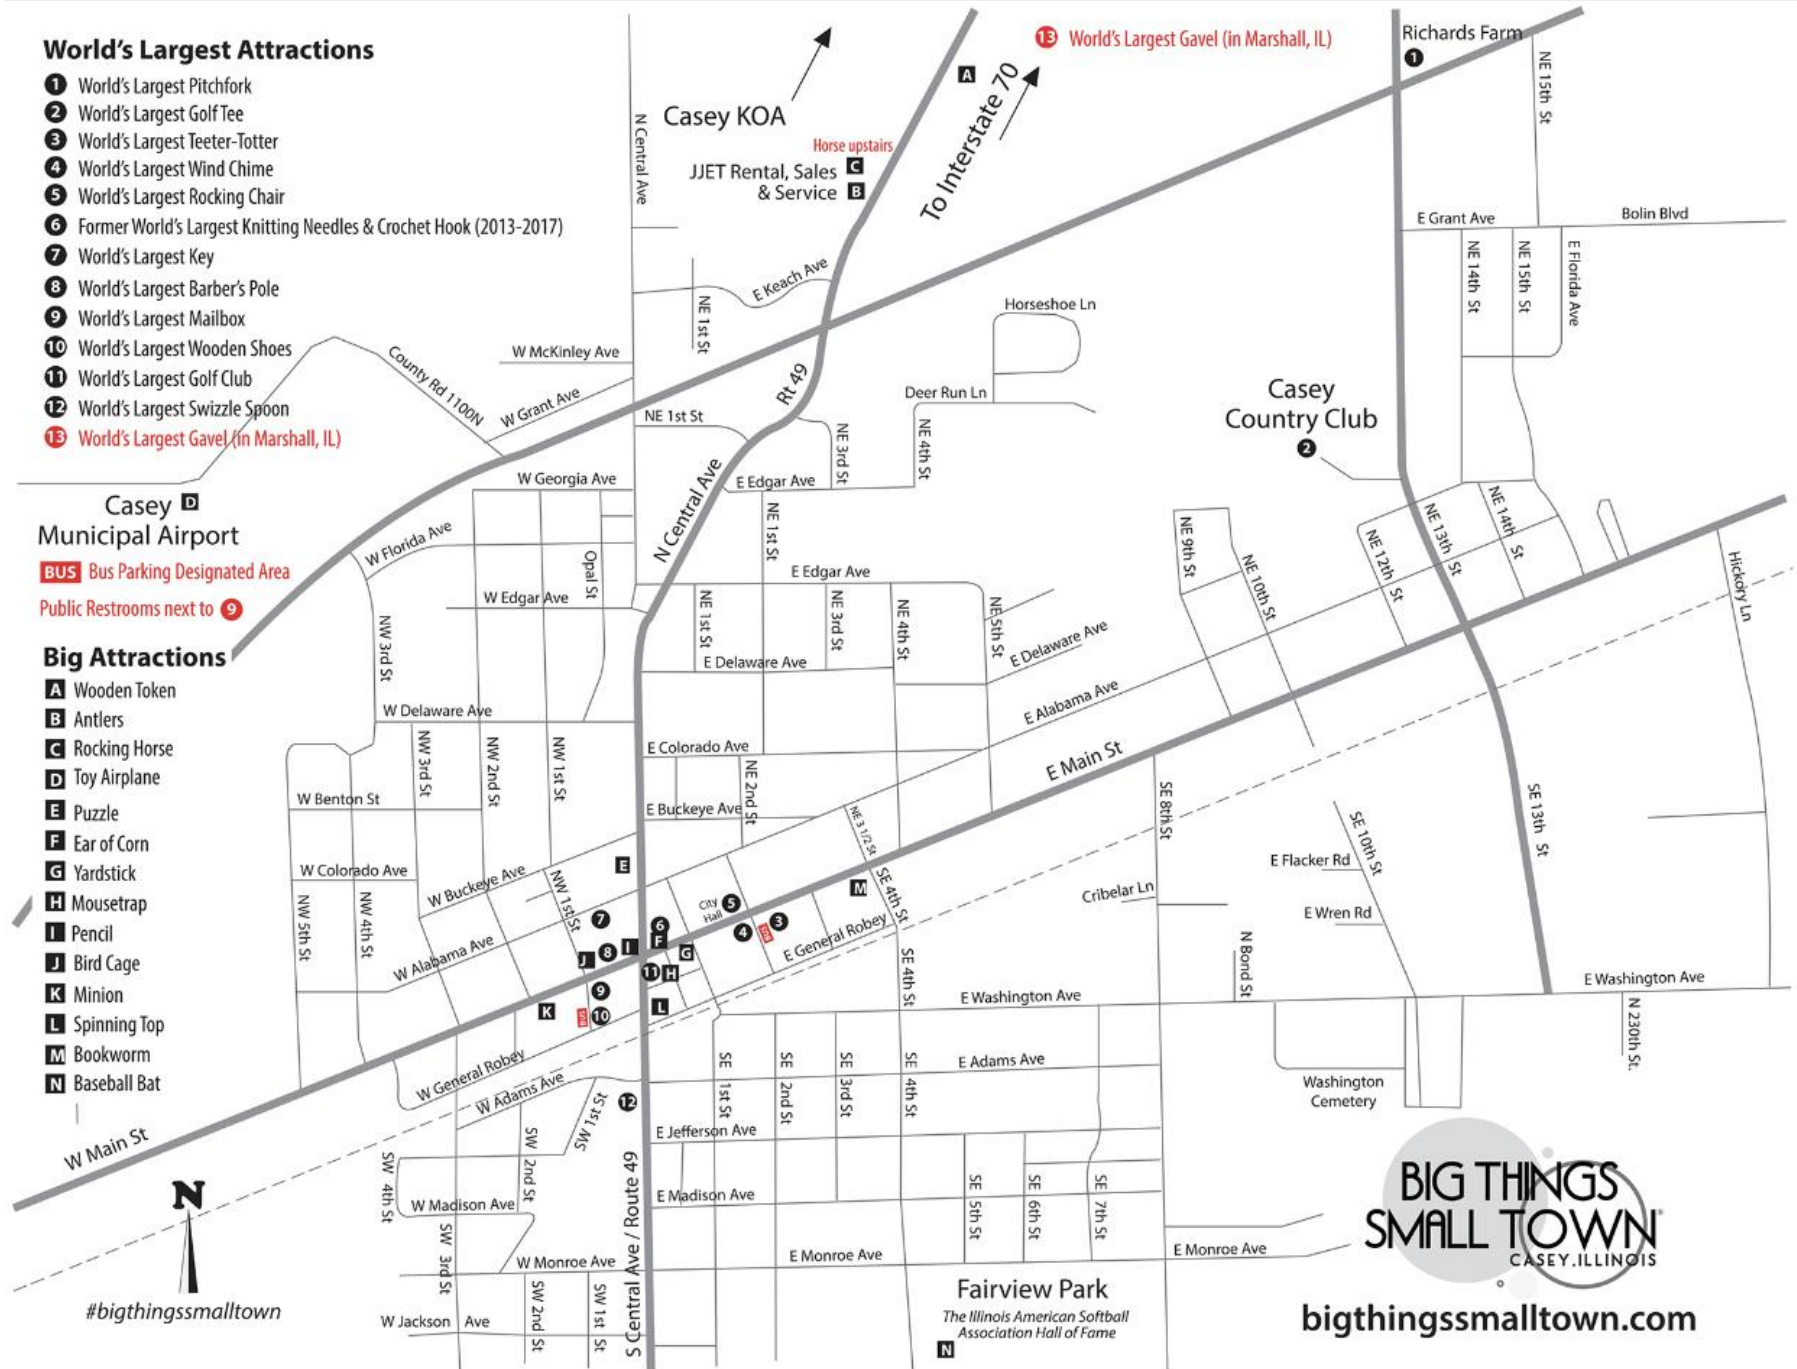 World's Largest Attractions
1 World's Largest Pitchfork
2 World's Largest Golf Tee
3 World's Largest Teeter-Totter
4 World's Largest Wind Chime
5 World's Largest Rocking Chair
6 Former World's Largest Knitting Needles & Crochet Hook (2013-2017)
7 World's Largest Key
8 World's Largest Barber's Pole
9 World's Largest Mailbox
10 World's Largest Wooden Shoes
11 World's Largest Golf Club
12 World's Largest Swizzle Spoon
13 World's Largest Gavel (in Marshall, IL)
Casey D
Municipal Airport
BUS Bus Parking Designated Area
Public Restrooms next to 9
Big Attractions
A Wooden Token
B Antlers
C Rocking Horse
D Toy Airplane
E Puzzle
F Ear of Corn
G Yardstick
H Mousetrap
I Pencil
J Bird Cage
K Minion
L Spinning Top
M Bookworm
N Baseball Bat
W Main St
N
#bigthingssmalltown
13 World's Largest Gavel (in Marshall, IL)
A
To Interstate 70
Casey KOA
Horse upstairs
JJET Rental, Sales C
& Service B
N Central Ave
E Keach Ave
NE 1st St
W McKinley Ave
County Rd 1100N
W Grant Ave
NE 1st St
Rt 49
Horseshoe Ln
Deer Run Ln
NE 3rd St
NE 4th St
Richards Farm
1
NE 15th St
E Grant Ave
Bolin Blvd
NE 14th St
NE 15th St
E Florida Ave
Casey
Country Club
2
W Georgia Ave
W Florida Ave
Opal St
N Central Ave
E Edgar Ave
NE 1st St
E Edgar Ave
W Edgar Ave
NW 3rd St
NE 1st St
NE 3rd St
NE 4th St
NE 5th St
E Delaware Ave
E Delaware Ave
NE 9th St
NE 10th St
NE 12th St
NE 13th St
NE 14th St
Hickory Ln
W Delaware Ave
E Alabama Ave
E Main St
NW 3rd St
NW 2nd St
NW 1st St
E Colorado Ave
NE 2nd St
E Buckeye Ave
W Benton St
NE 3 1/2 St
SE 8th St
SE 10th St
SE 13th St
W Colorado Ave
W Buckeye Ave
NW 1st St
NW 5th St
NW 4th St
W Alabama Ave
E
7
6
F
I
8
J
G
11
H
9
BUS
10
K
L
City
Hall
5
4
BUS
3
M
E General Robey
SE 4th St
SE 4th St
E Flacker Rd
Cribelar Ln
E Wren Rd
N Bond St
E Washington Ave
E Washington Ave
N 230th St.
W General Robey
W Adams Ave
SW 1st St
12
SE 1st St
SE 2nd St
SE 3rd St
SE 4th St
E Adams Ave
Washington
Cemetery
E Jefferson Ave
SW 2nd St
SW 4th St
W Madison Ave
E Madison Ave
SE 5th St
SE 6th St
SE 7th St
SW 3rd St
W Monroe Ave
E Monroe Ave
E Monroe Ave
SW 2nd St
SW 1st St
S Central Ave / Route 49
W Jackson Ave
Fairview Park
The Illinois American Softball
Association Hall of Fame
N
BIG THINGS
SMALL TOWN
CASEY, ILLINOIS
bigthingssmalltown.com